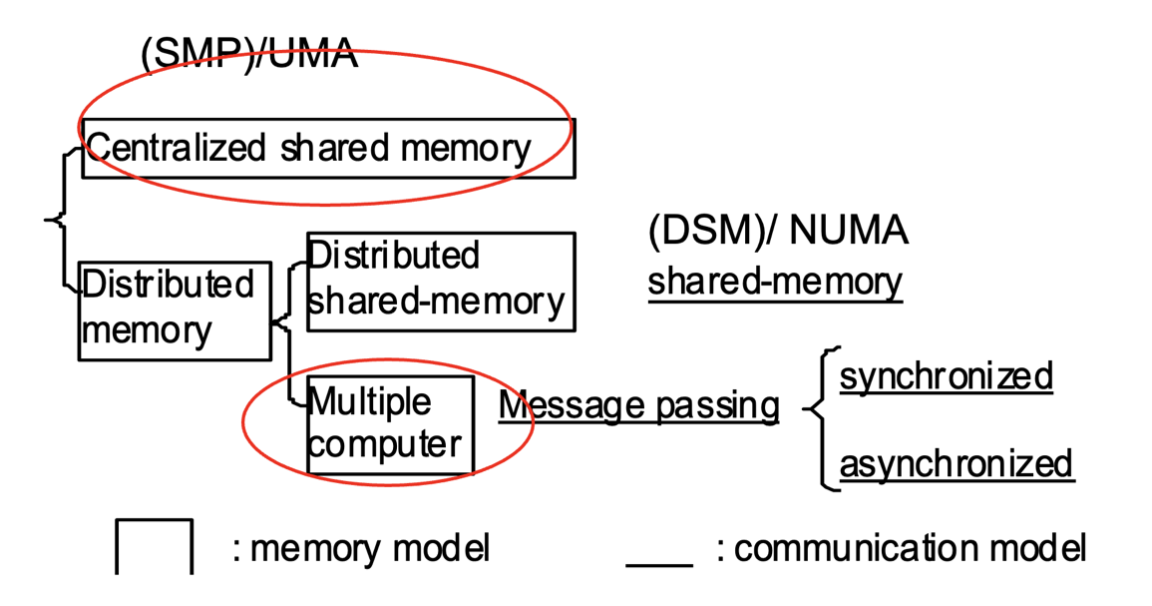 (SMP)/UMA
Centralized shared memory
(DSM)/ NUMA
shared-memory
Distributed
memory
Distributed
shared-memory
Multiple
computer
Message passing
synchronized
asynchronized
: memory model
: communication model